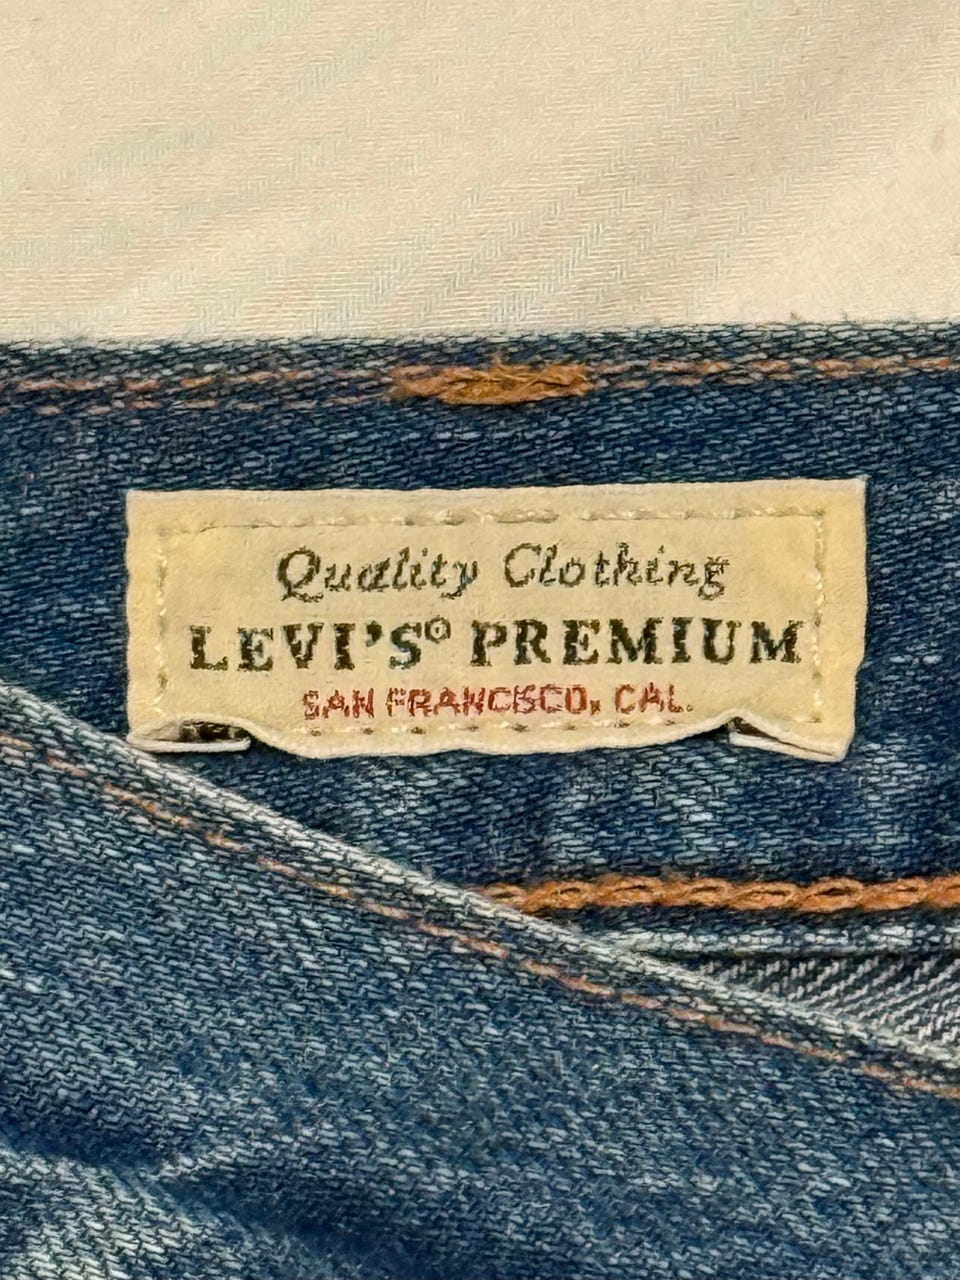 Quality Clothing
LEVI'S® PREMIUM
SAN FRANCISCO, CAL.